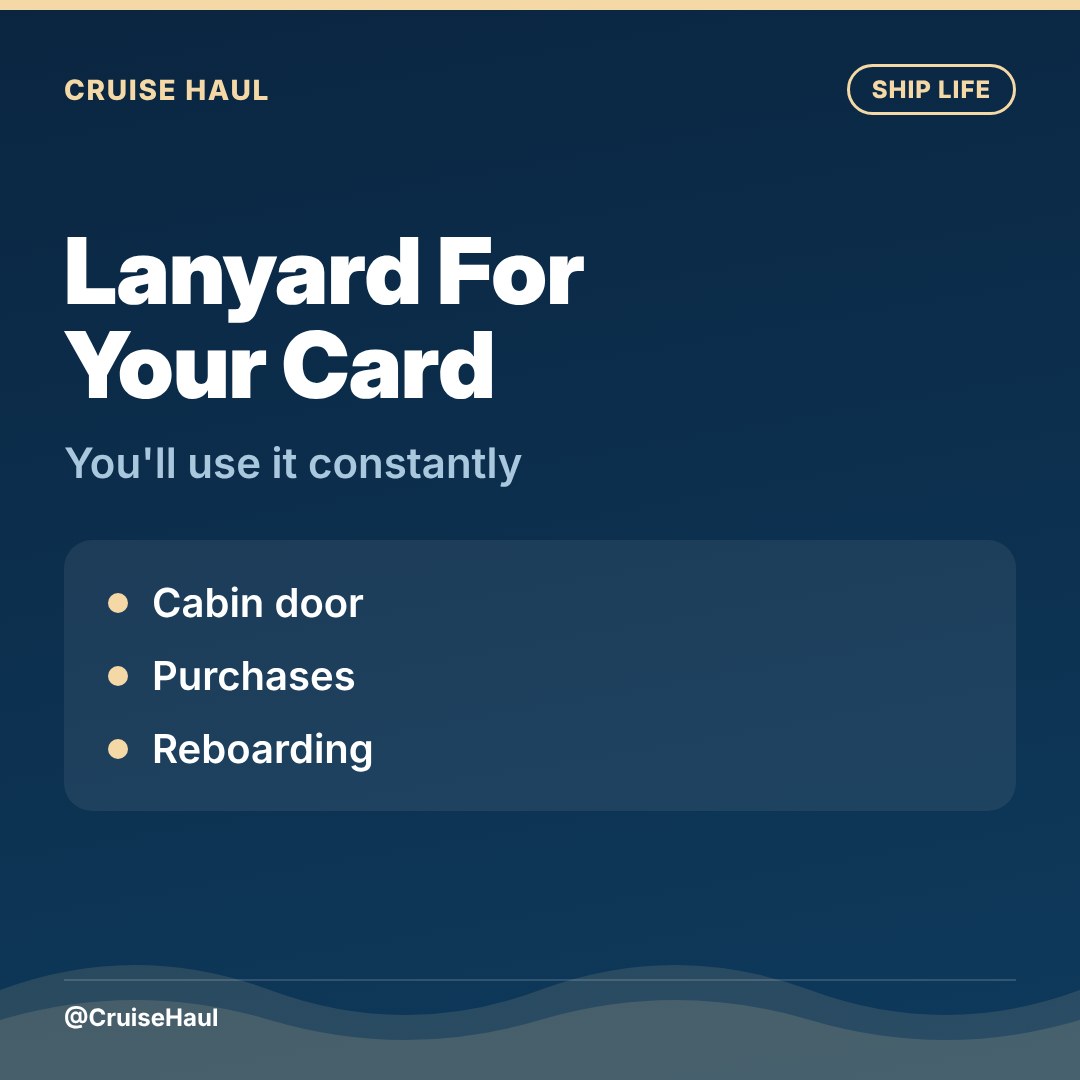 CRUISE HAUL
SHIP LIFE
Lanyard For
Your Card
You'll use it constantly
Cabin door
Purchases
Reboarding
@CruiseHaul